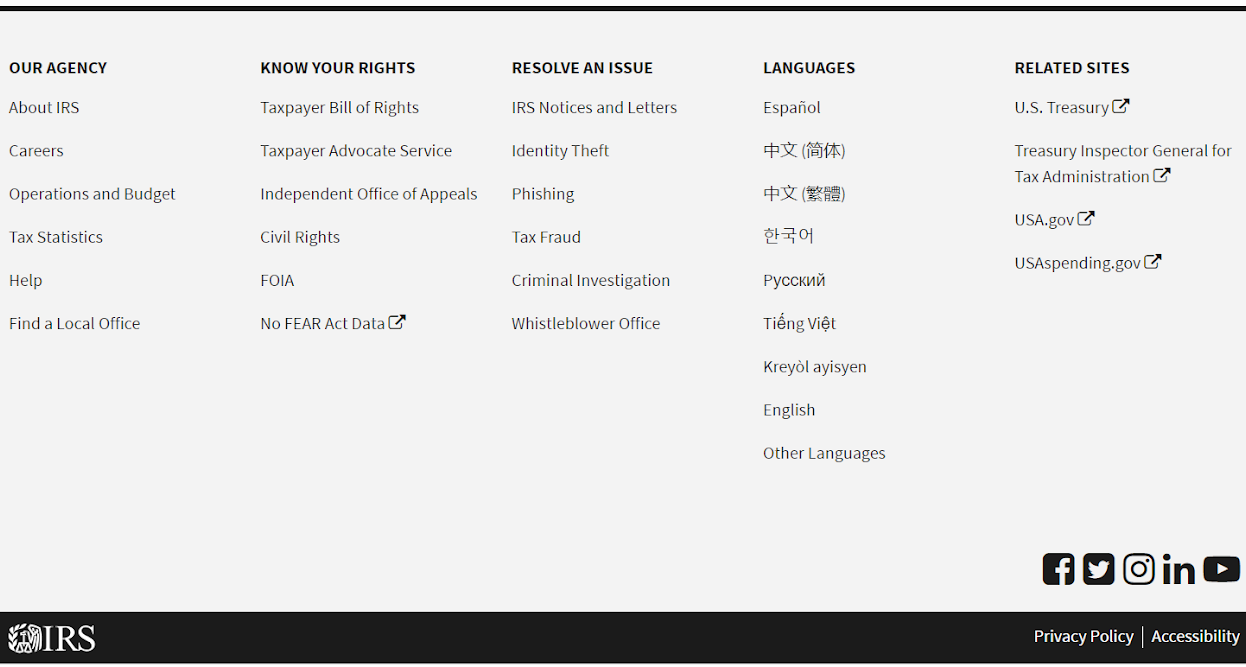 OUR AGENCY
About IRS
Careers
Operations and Budget
Tax Statistics
Help
Find a Local Office
KNOW YOUR RIGHTS
Taxpayer Bill of Rights
Taxpayer Advocate Service
Independent Office of Appeals
Civil Rights
FOIA
No FEAR Act Data
RESOLVE AN ISSUE
IRS Notices and Letters
Identity Theft
Phishing
Tax Fraud
Criminal Investigation
Whistleblower Office
LANGUAGES
Español
中文 (简体)
中文 (繁體)
한국어
Pусский
Tiếng Việt
Kreyòl ayisyen
English
Other Languages
RELATED SITES
U.S. Treasury
Treasury Inspector General for
Tax Administration
USA.gov
USAspending.gov
in
IRS
Privacy Policy | Accessibility